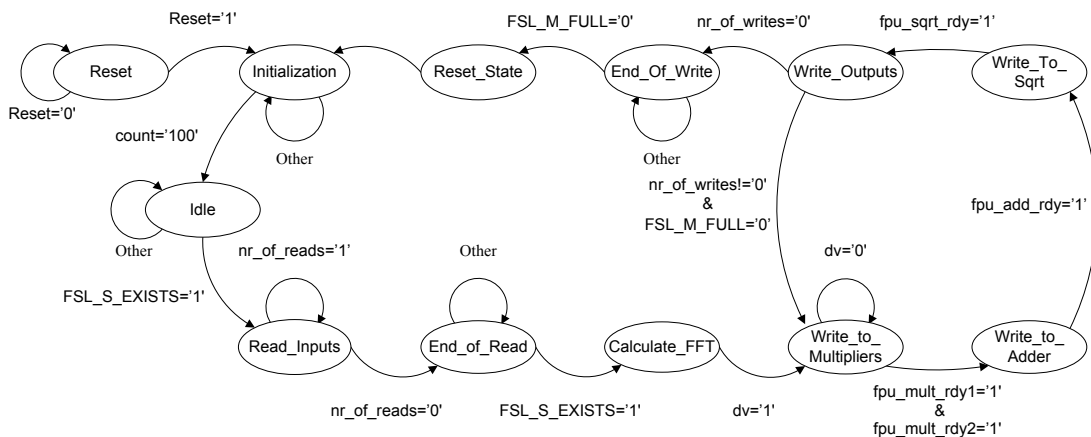 Reset='1'
FSL_M_FULL='0'
nr_of_writes='0'
fpu_sqrt_rdy='1'
Reset
Initialization
Reset_State
End_Of_Write
Write_Outputs
Write_To_
Sqrt
Reset='0'
count='100'
Other
Other
nr_of_writes!='0'
&
FSL_M_FULL='0'
fpu_add_rdy='1'
Idle
Other
nr_of_reads='1'
Other
dv='0'
FSL_S_EXISTS='1'
Read_Inputs
End_of_Read
Calculate_FFT
Write_to_
Multipliers
Write_to_
Adder
nr_of_reads='0'
FSL_S_EXISTS='1'
dv='1'
fpu_mult_rdy1='1'
&
fpu_mult_rdy2='1'